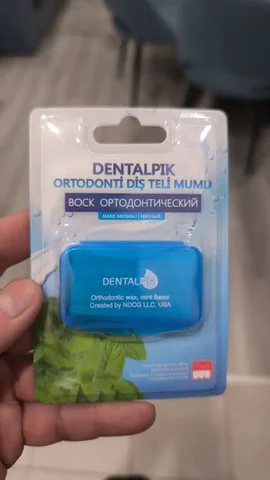 DENTALPIK
ORTODONTİ DİŞ TELİ MUMU
ВОСК ОРТОДОНТИЧЕСКИЙ
NANE AROMALI | МЯТНЫЙ
DENTALPIK
Orthodontic wax, mint flavor
Created by NDCG LLC, USA